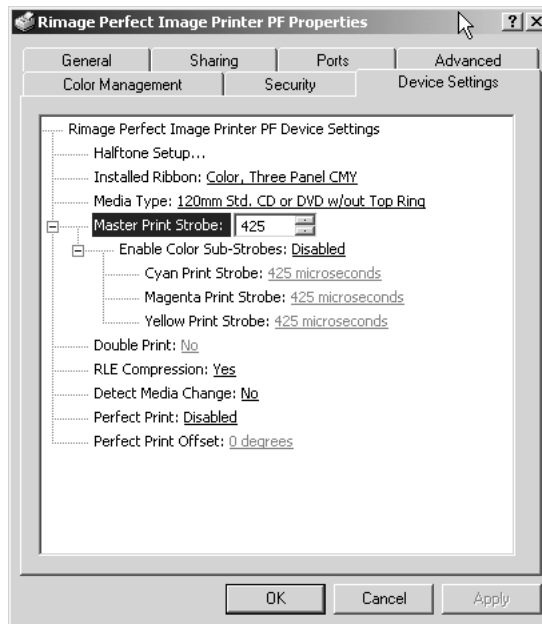 Rimage Perfect Image Printer PF Properties
General Sharing Ports Advanced
Color Management Security Device Settings
Rimage Perfect Image Printer PF Device Settings
Halftone Setup...
Installed Ribbon: Color, Three Panel CMY
Media Type: 120mm Std. CD or DVD w/out Top Ring
Master Print Strobe: 425
Enable Color Sub-Strobes: Disabled
Cyan Print Strobe: 425 microseconds
Magenta Print Strobe: 425 microseconds
Yellow Print Strobe: 425 microseconds
Double Print: No
RLE Compression: Yes
Detect Media Change: No
Perfect Print: Disabled
Perfect Print Offset: 0 degrees
OK Cancel Apply